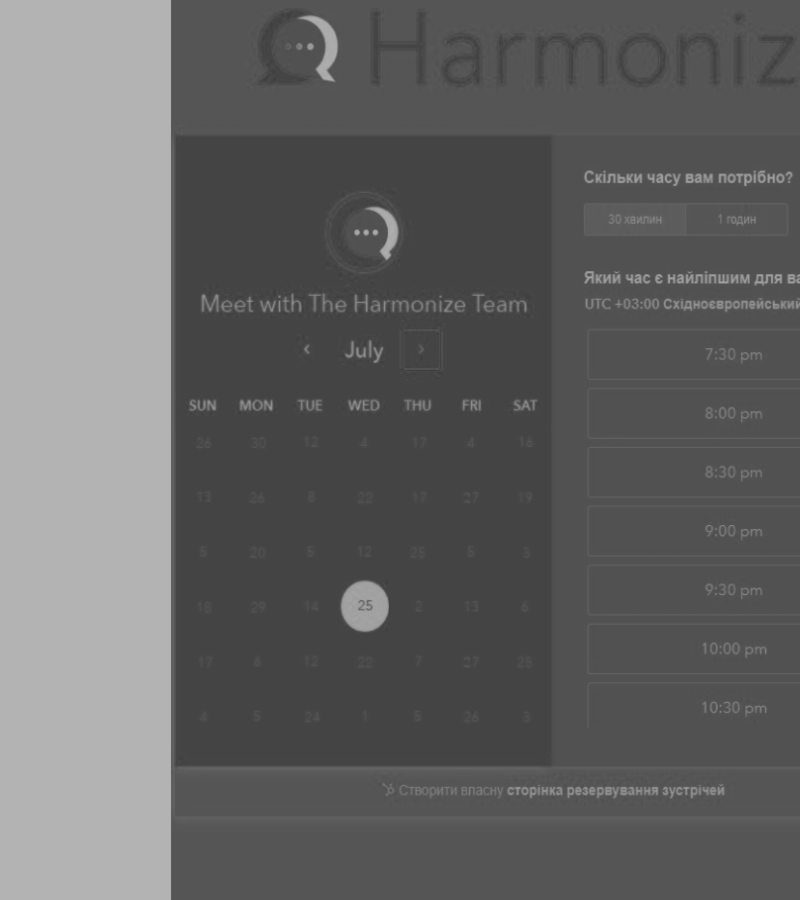 Harmoniz
Meet with The Harmonize Team
‹ July ›
SUN MON TUE WED THU FRI SAT
26 30 12 4 17 4 16
13 26 8 22 17 27 19
5 20 5 12 25 5 3
18 29 14 25 2 13 6
17 6 12 22 7 27 25
4 5 24 1 5 26 3
Скільки часу вам потрібно?
30 хвилин 1 годин
Який час є найліпшим для ва
UTC +03:00 Східноєвропейський
7:30 pm
8:00 pm
8:30 pm
9:00 pm
9:30 pm
10:00 pm
10:30 pm
Створити власну сторінка резервування зустрічей